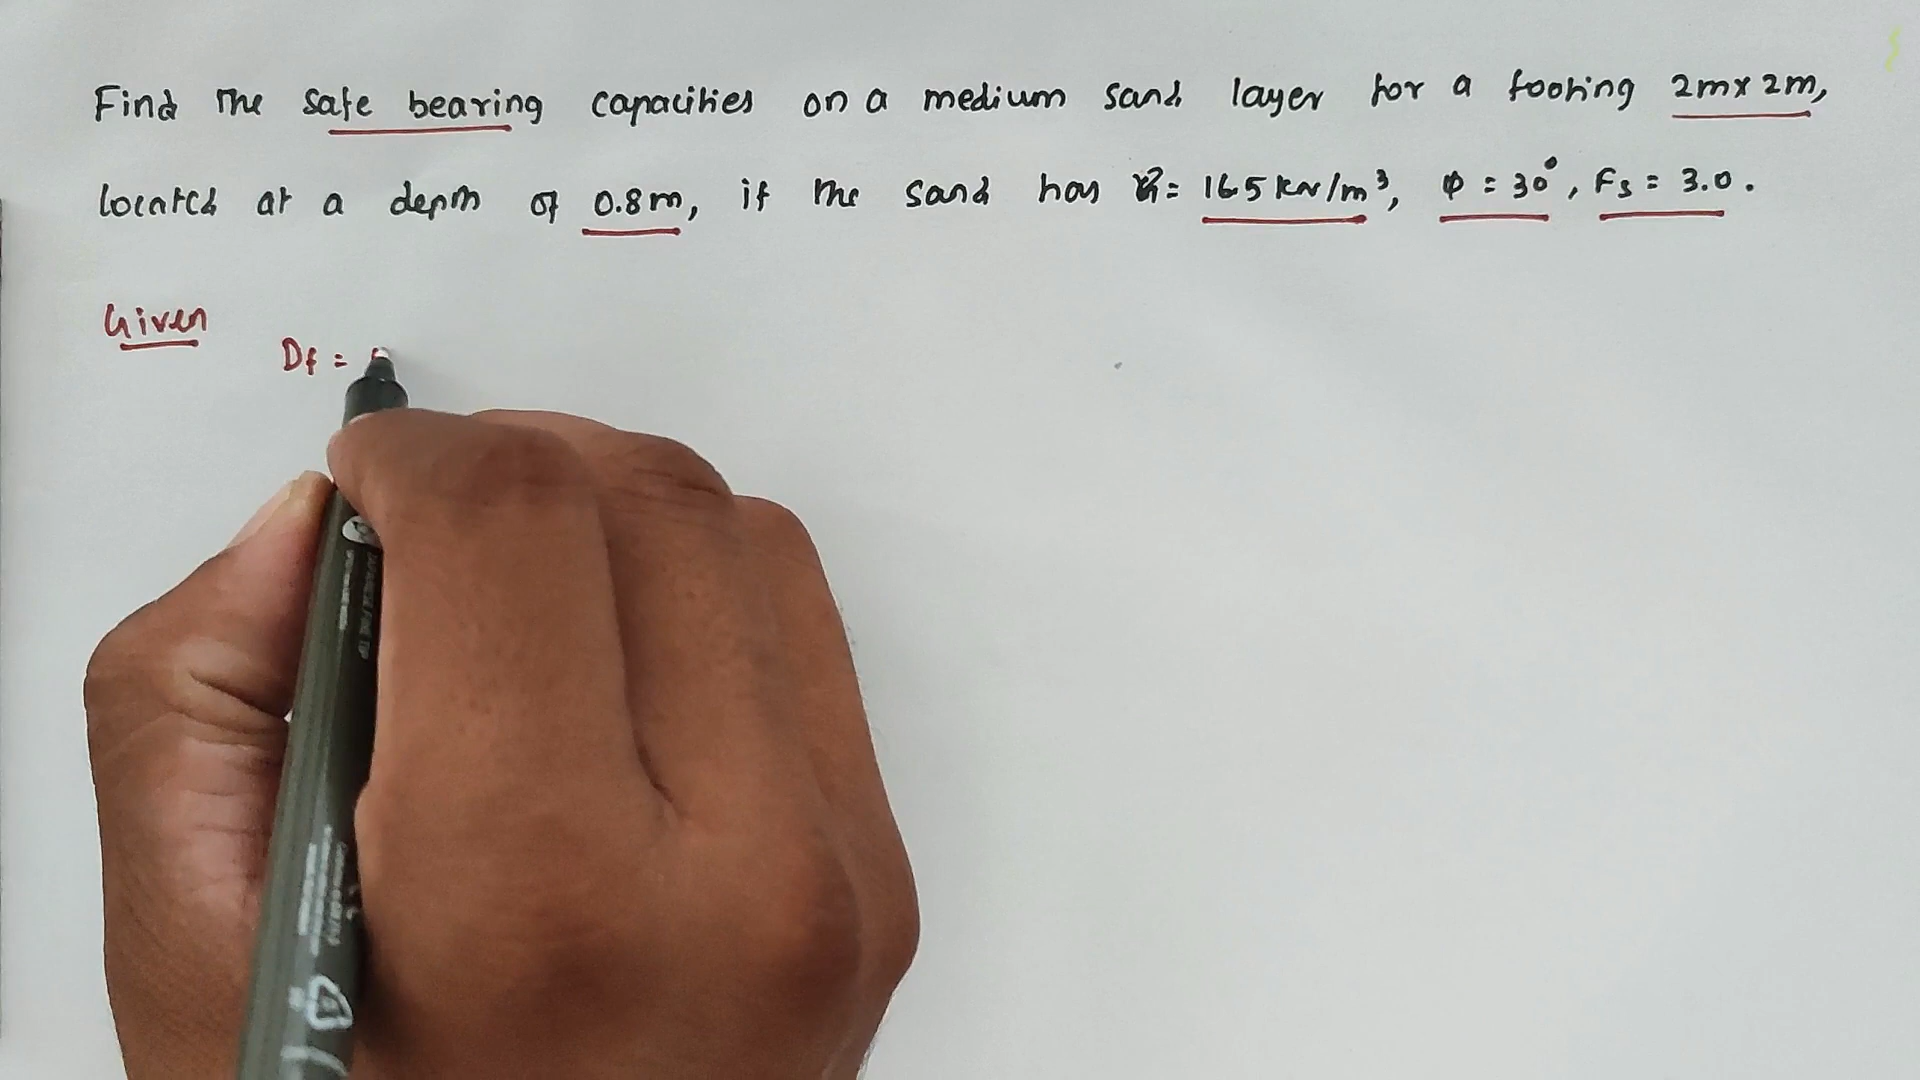 Find the safe bearing capacities on a medium sand layer for a footing 2m x 2m,
located at a depth of 0.8m, if the sand has = 16.5 kN/m³, φ = 30°, Fs = 3.0.
Given
Df =